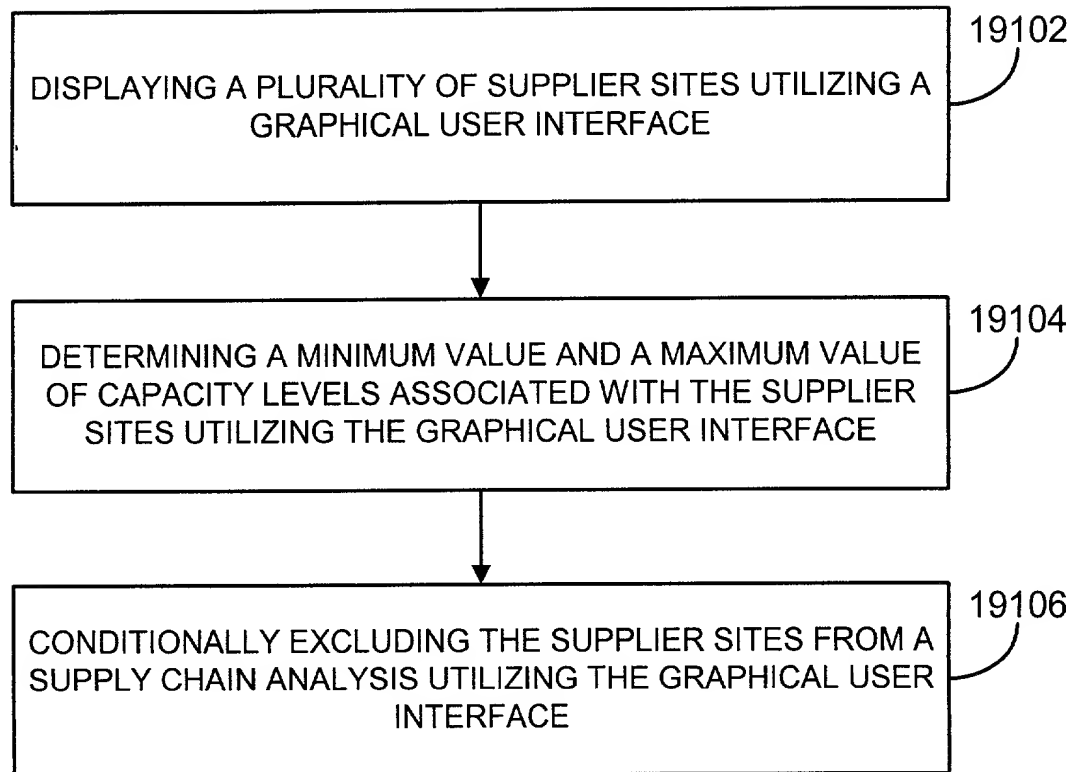 19102
DISPLAYING A PLURALITY OF SUPPLIER SITES UTILIZING A
GRAPHICAL USER INTERFACE
19104
DETERMINING A MINIMUM VALUE AND A MAXIMUM VALUE
OF CAPACITY LEVELS ASSOCIATED WITH THE SUPPLIER
SITES UTILIZING THE GRAPHICAL USER INTERFACE
19106
CONDITIONALLY EXCLUDING THE SUPPLIER SITES FROM A
SUPPLY CHAIN ANALYSIS UTILIZING THE GRAPHICAL USER
INTERFACE